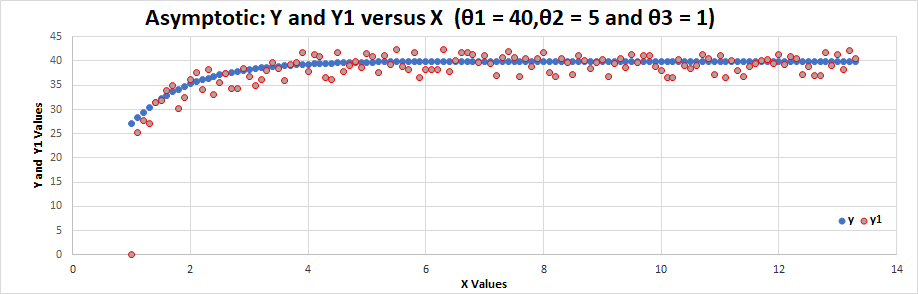 Asymptotic: Y and Y1 versus X (θ1 = 40,θ2 = 5 and θ3 = 1)
45
40
35
30
25
20
15
10
5
0
Y and Y1 Values
y y1
0 2 4 6 8 10 12 14
X Values